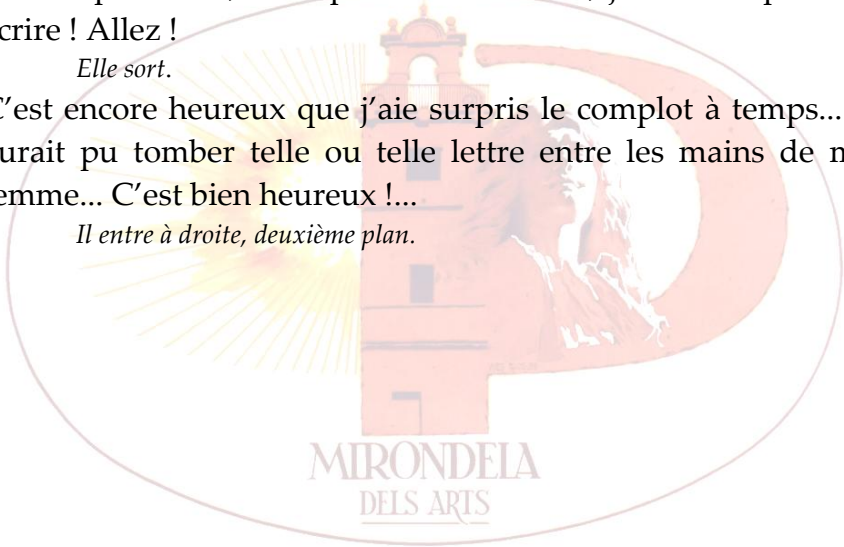 crire ! Allez !
Elle sort.
C’est encore heureux que j’aie surpris le complot à temps...
urait pu tomber telle ou telle lettre entre les mains de m
emme... C’est bien heureux !...
Il entre à droite, deuxième plan.
MIRONDELA
DELS ARTS